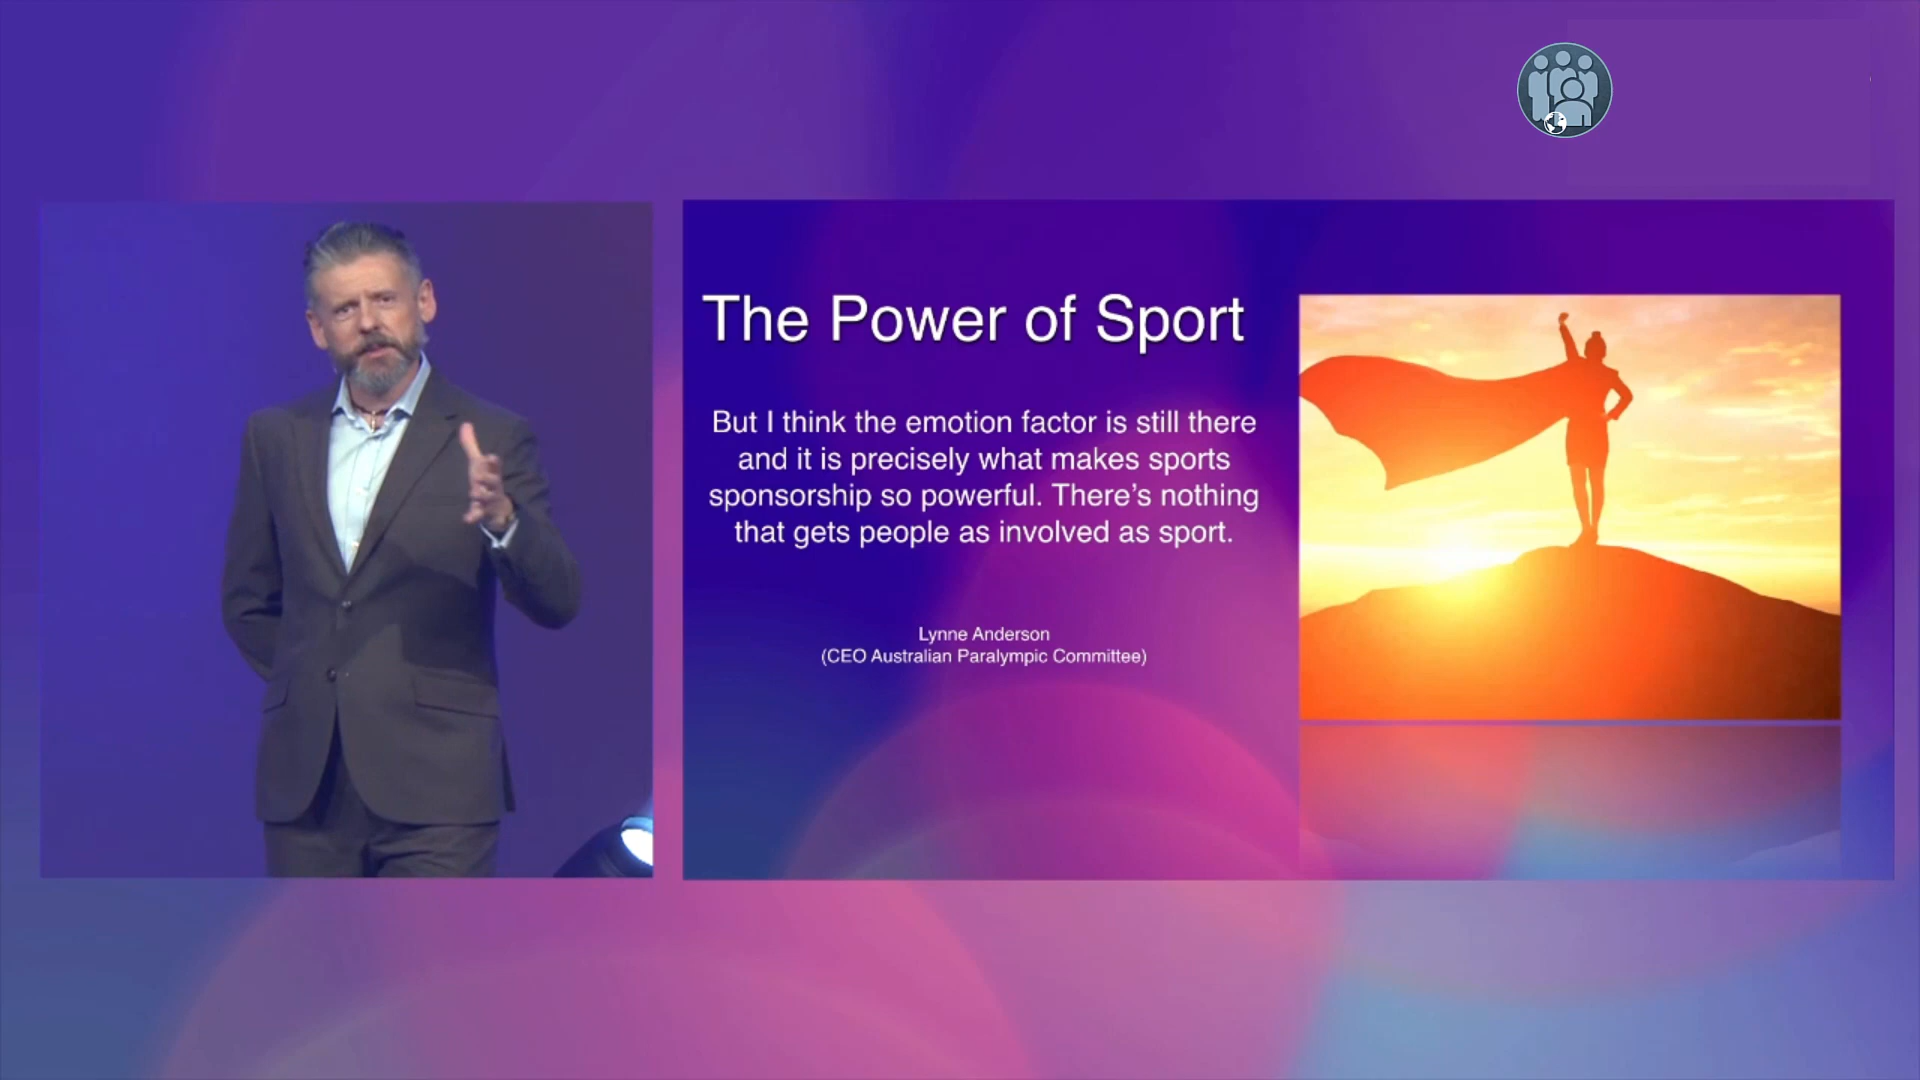 The Power of Sport
But I think the emotion factor is still there
and it is precisely what makes sports
sponsorship so powerful. There’s nothing
that gets people as involved as sport.
Lynne Anderson
(CEO Australian Paralympic Committee)